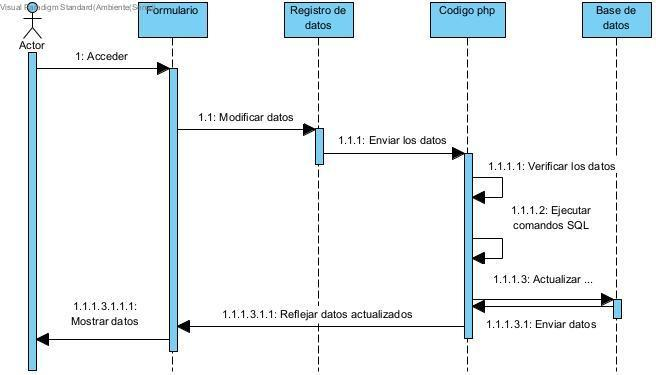 Visual Paradigm Standard(Ambiente(Sena))
Actor
Formulario
Registro de
datos
Codigo php
Base de
datos
1: Acceder
1.1: Modificar datos
1.1.1: Enviar los datos
1.1.1.1: Verificar los datos
1.1.1.2: Ejecutar
comandos SQL
1.1.1.3: Actualizar ...
1.1.1.3.1: Enviar datos
1.1.1.3.1.1: Reflejar datos actualizados
1.1.1.3.1.1.1:
Mostrar datos